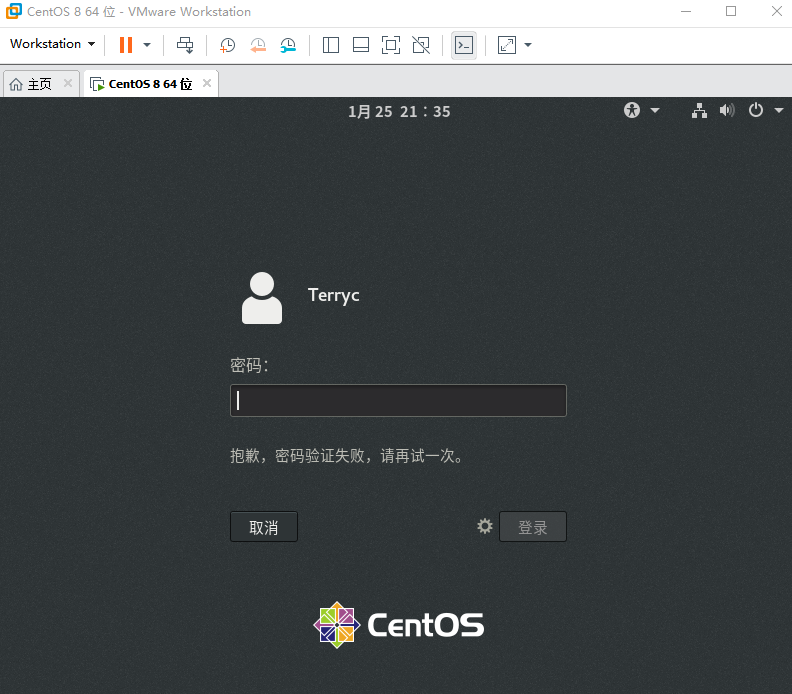 CentOS 8 64 位 - VMware Workstation
Workstation
主页
CentOS 8 64 位
1月 25 21：35
Terryc
密码：
抱歉，密码验证失败，请再试一次。
取消
登录
CentOS